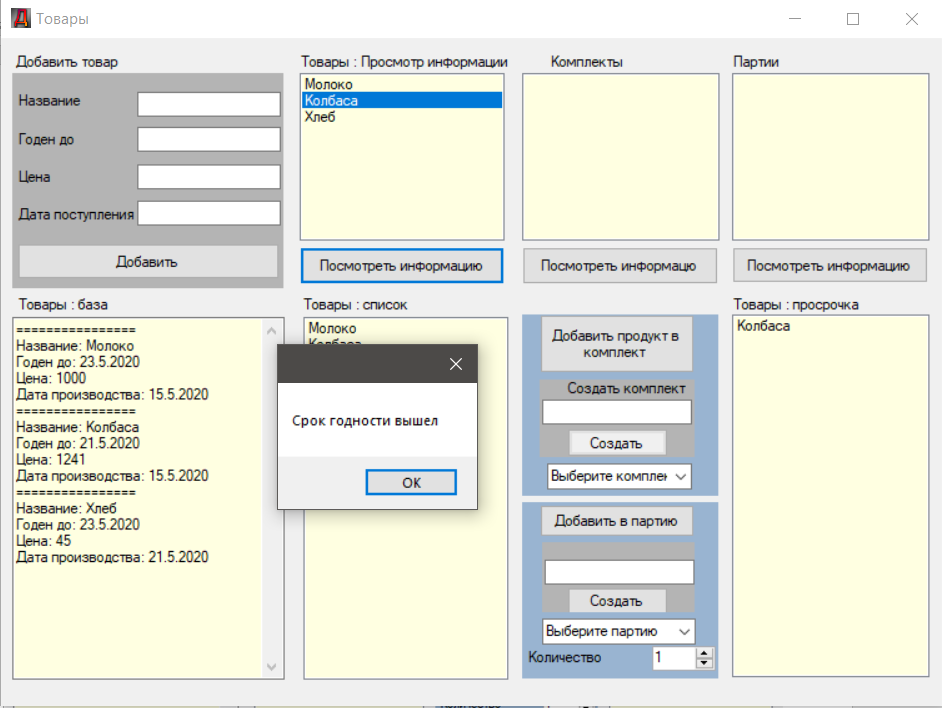 Д Товары
Добавить товар
Название
Годен до
Цена
Дата поступления
Добавить
Товары : Просмотр информации
Молоко
Колбаса
Хлеб
Посмотреть информацию
Комплекты
Посмотреть информацю
Партии
Посмотреть информацию
Товары : база
================
Название: Молоко
Годен до: 23.5.2020
Цена: 1000
Дата производства: 15.5.2020
================
Название: Колбаса
Годен до: 21.5.2020
Цена: 1241
Дата производства: 15.5.2020
================
Название: Хлеб
Годен до: 23.5.2020
Цена: 45
Дата производства: 21.5.2020
Товары : список
Молоко
Колбаса
Срок годности вышел
ОК
Добавить продукт в
комплект
Создать комплект
Создать
Выберите комплек
Добавить в партию
Создать
Выберите партию
Количество
1
Товары : просрочка
Колбаса